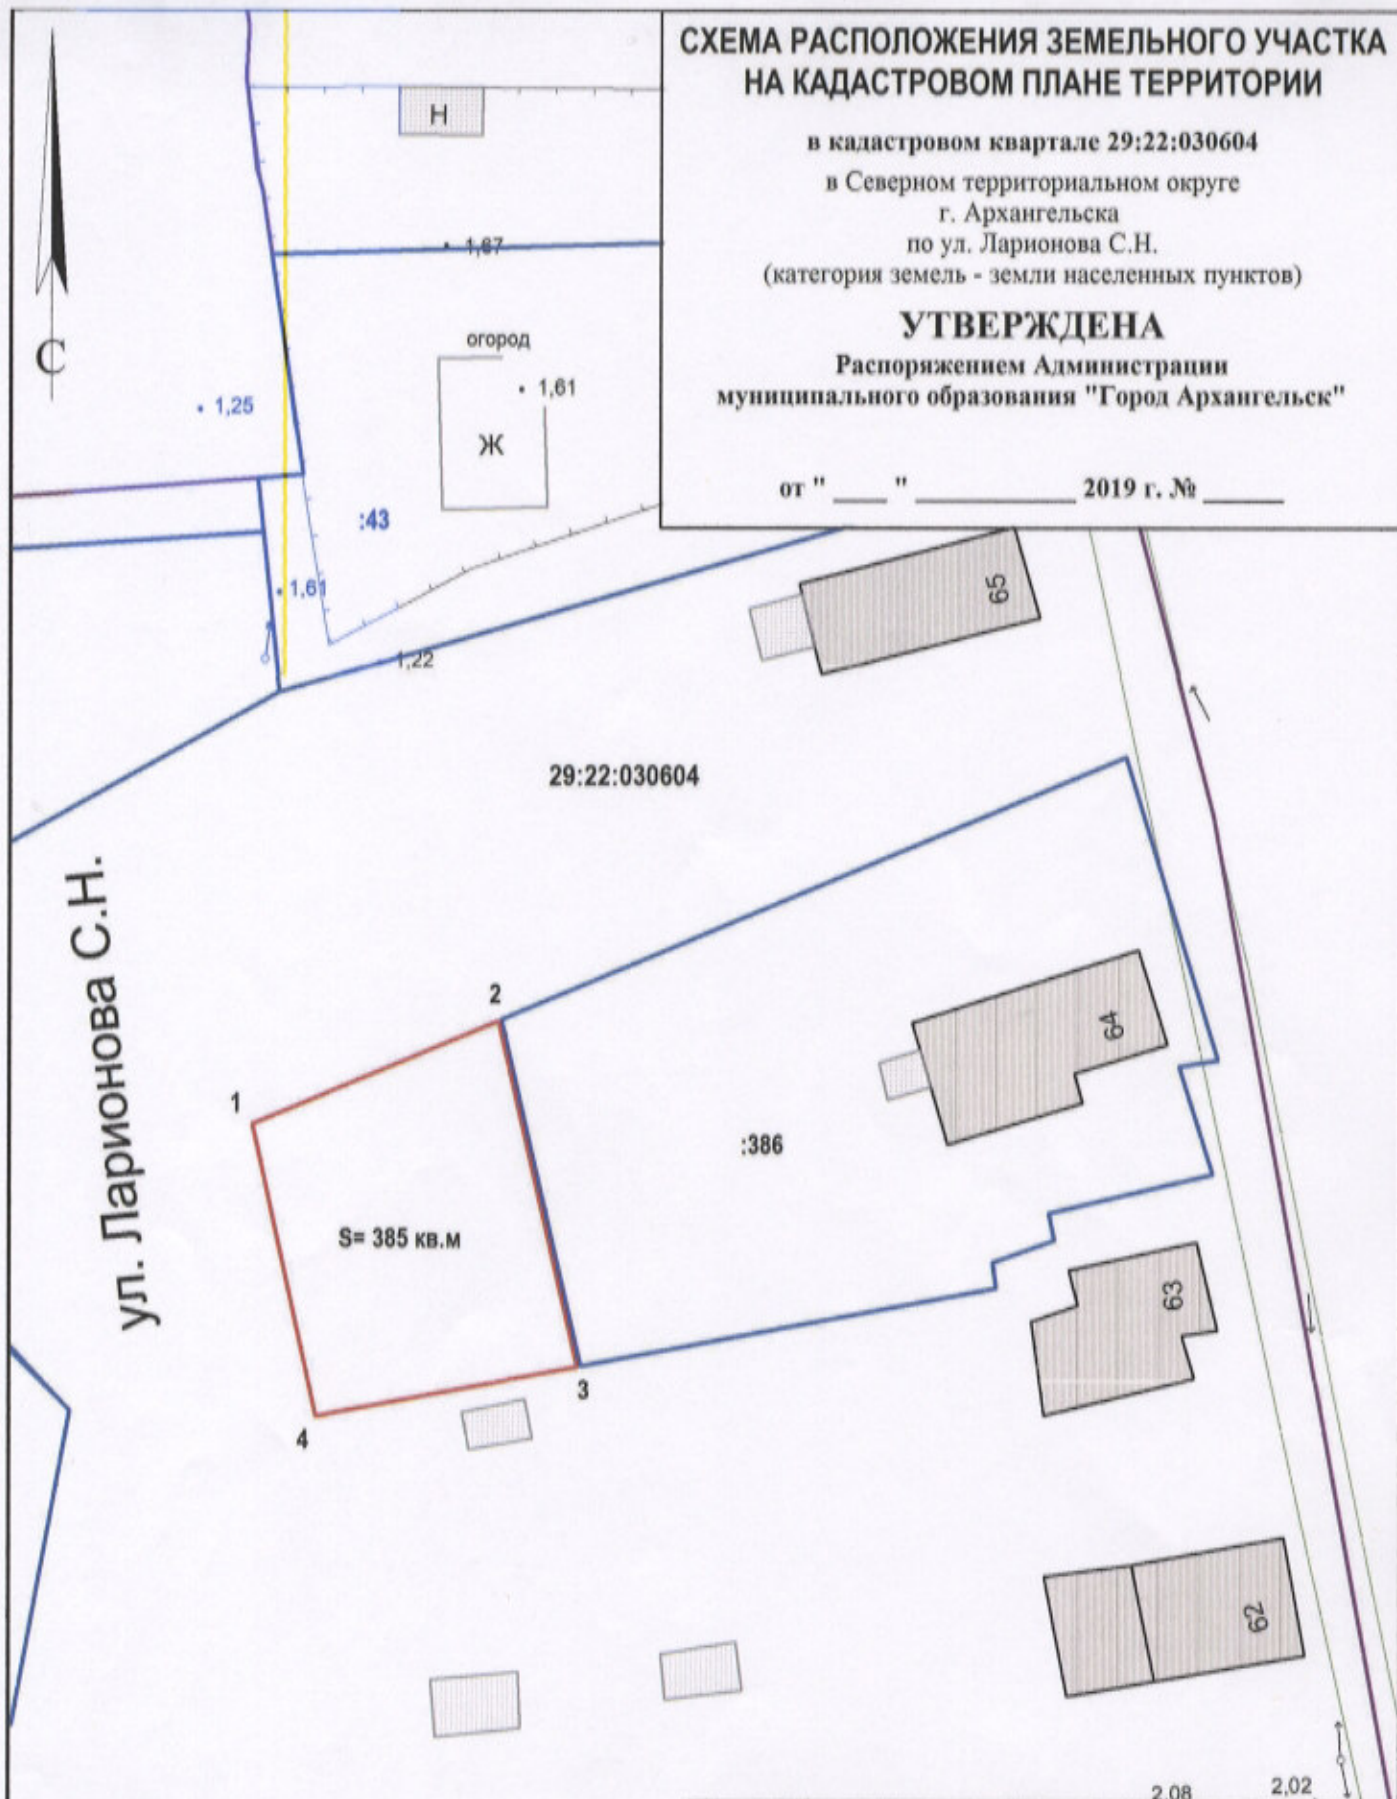 СХЕМА РАСПОЛОЖЕНИЯ ЗЕМЕЛЬНОГО УЧАСТКА
НА КАДАСТРОВОМ ПЛАНЕ ТЕРРИТОРИИ
в кадастровом квартале 29:22:030604
в Северном территориальном округе
г. Архангельска
по ул. Ларионова С.Н.
(категория земель - земли населенных пунктов)
УТВЕРЖДЕНА
Распоряжением Администрации
муниципального образования "Город Архангельск"
от " ____ " ______________ 2019 г. № _______
Н
1,67
С
огород
1,61
1,25
Ж
:43
1,61
65
1,22
29:22:030604
ул. Ларионова С.Н.
2
64
1
:386
S= 385 кв.м
63
3
4
62
2,08
2,02